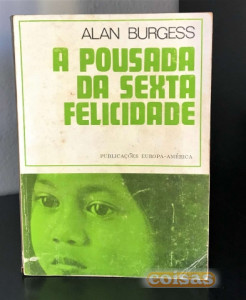 ALAN BURGESS
A POUSADA
DA SEXTA
FELICIDADE
PUBLICAÇÕES EUROPA-AMÉRICA
coisas